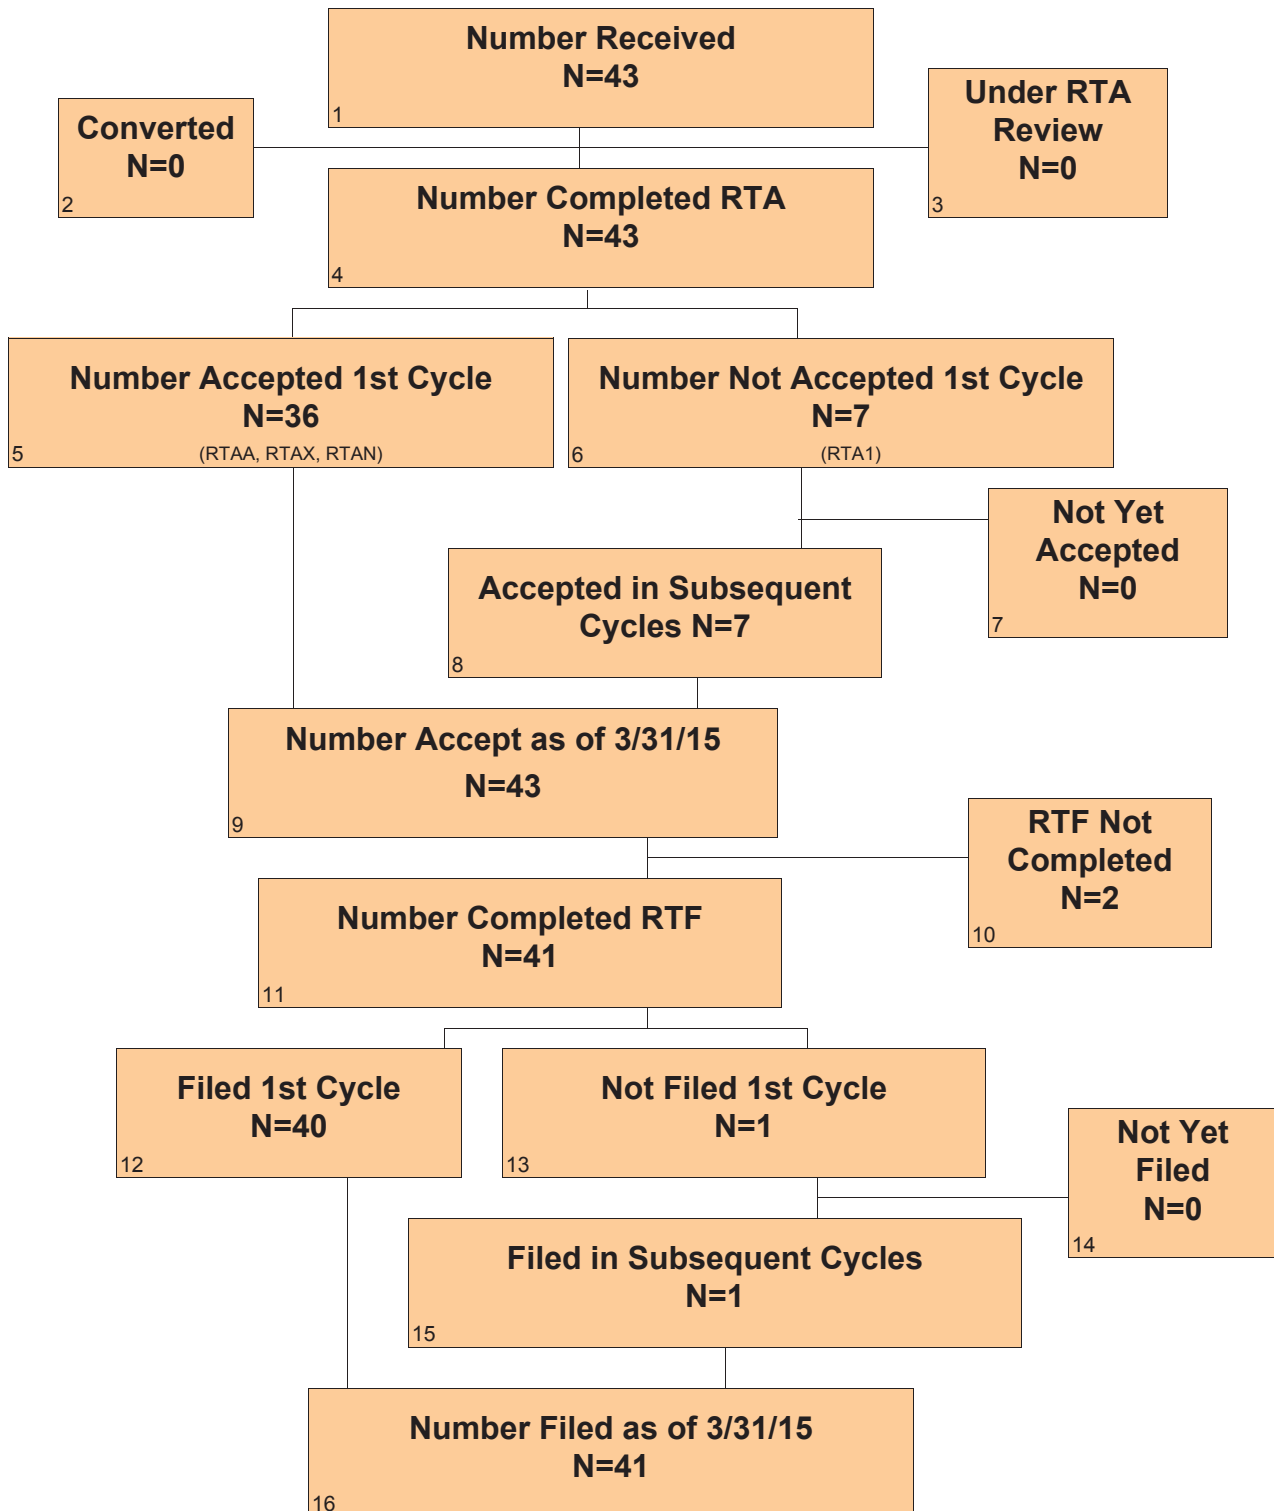 Number Received
N=43
1
Converted
N=0
2
Under RTA
Review
N=0
3
Number Completed RTA
N=43
4
Number Accepted 1st Cycle
N=36
(RTAA, RTAX, RTAN)
5
Number Not Accepted 1st Cycle
N=7
(RTA1)
6
Not Yet
Accepted
N=0
7
Accepted in Subsequent
Cycles N=7
8
Number Accept as of 3/31/15
N=43
9
RTF Not
Completed
N=2
10
Number Completed RTF
N=41
11
Filed 1st Cycle
N=40
12
Not Filed 1st Cycle
N=1
13
Not Yet
Filed
N=0
14
Filed in Subsequent Cycles
N=1
15
Number Filed as of 3/31/15
N=41
16